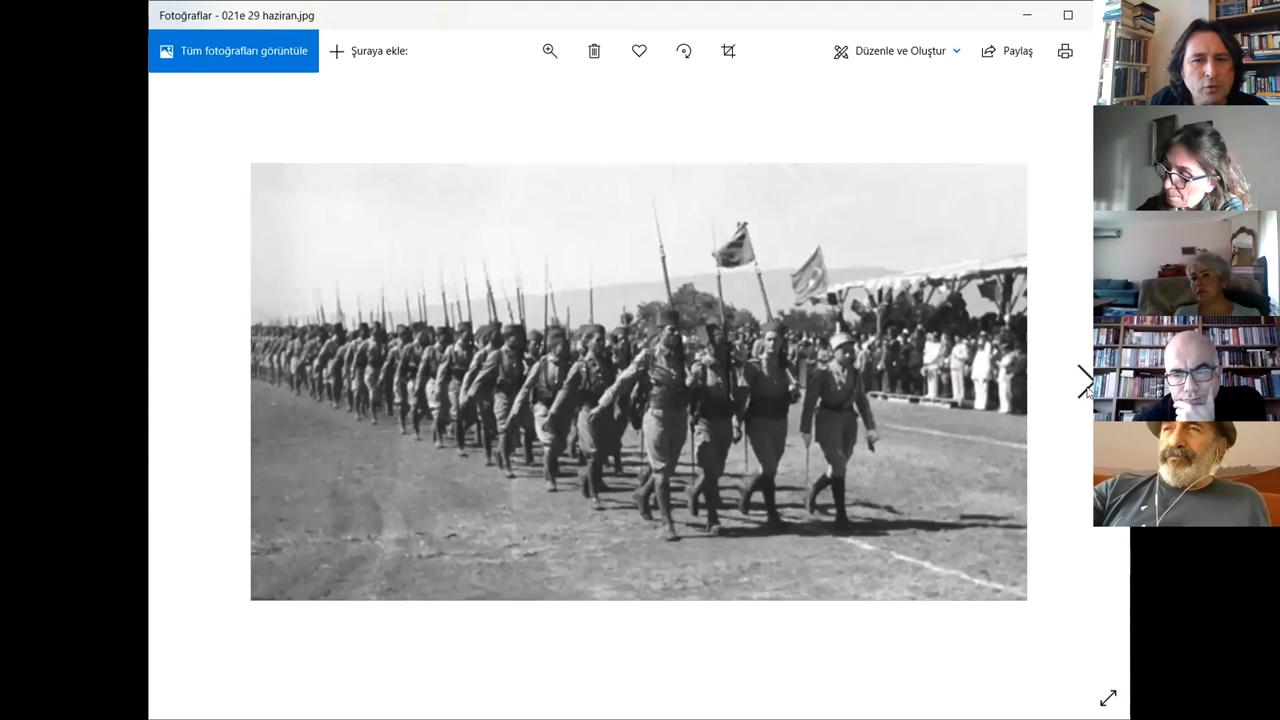 Fotoğraflar - 021e 29 haziran.jpg
Tüm fotoğrafları görüntüle
Şuraya ekle:
Düzenle ve Oluştur
Paylaş